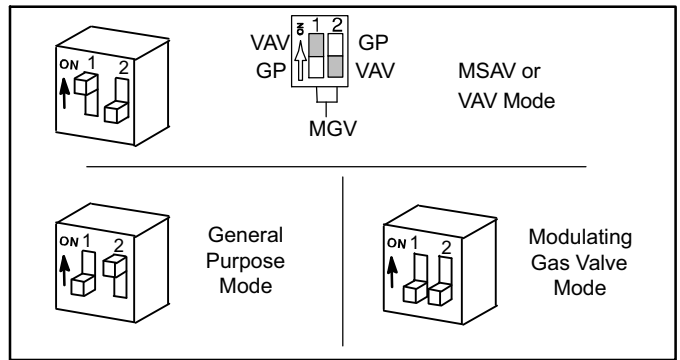 ON 1 2
ON 1 2
VAV GP
GP VAV
MGV
MSAV or
VAV Mode
ON 1 2
General
Purpose
Mode
ON 1 2
Modulating
Gas Valve
Mode